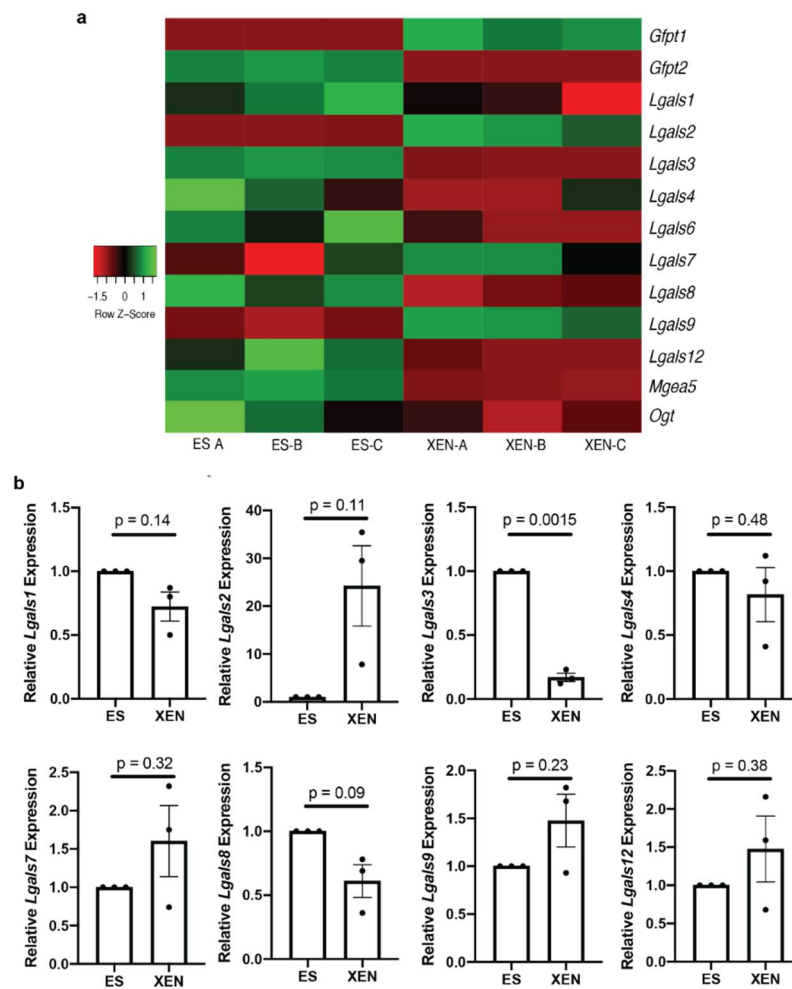 a
Gfpt1
Gfpt2
Lgals1
Lgals2
Lgals3
Lgals4
Lgals6
Lgals7
Lgals8
Lgals9
Lgals12
Mgea5
Ogt
−1.5 0 1
Row Z−Score
ES A ES-B ES-C XEN-A XEN-B XEN-C
b
Relative Lgals1 Expression
1.5
1.0
0.5
0.0
p = 0.14
ES XEN
Relative Lgals2 Expression
40
30
20
10
0
p = 0.11
ES XEN
Relative Lgals3 Expression
1.5
1.0
0.5
0.0
p = 0.0015
ES XEN
Relative Lgals4 Expression
1.5
1.0
0.5
0.0
p = 0.48
ES XEN
Relative Lgals7 Expression
2.5
2.0
1.5
1.0
0.5
0.0
p = 0.32
ES XEN
Relative Lgals8 Expression
1.5
1.0
0.5
0.0
p = 0.09
ES XEN
Relative Lgals9 Expression
2.0
1.5
1.0
0.5
0.0
p = 0.23
ES XEN
Relative Lgals12 Expression
2.5
2.0
1.5
1.0
0.5
0.0
p = 0.38
ES XEN